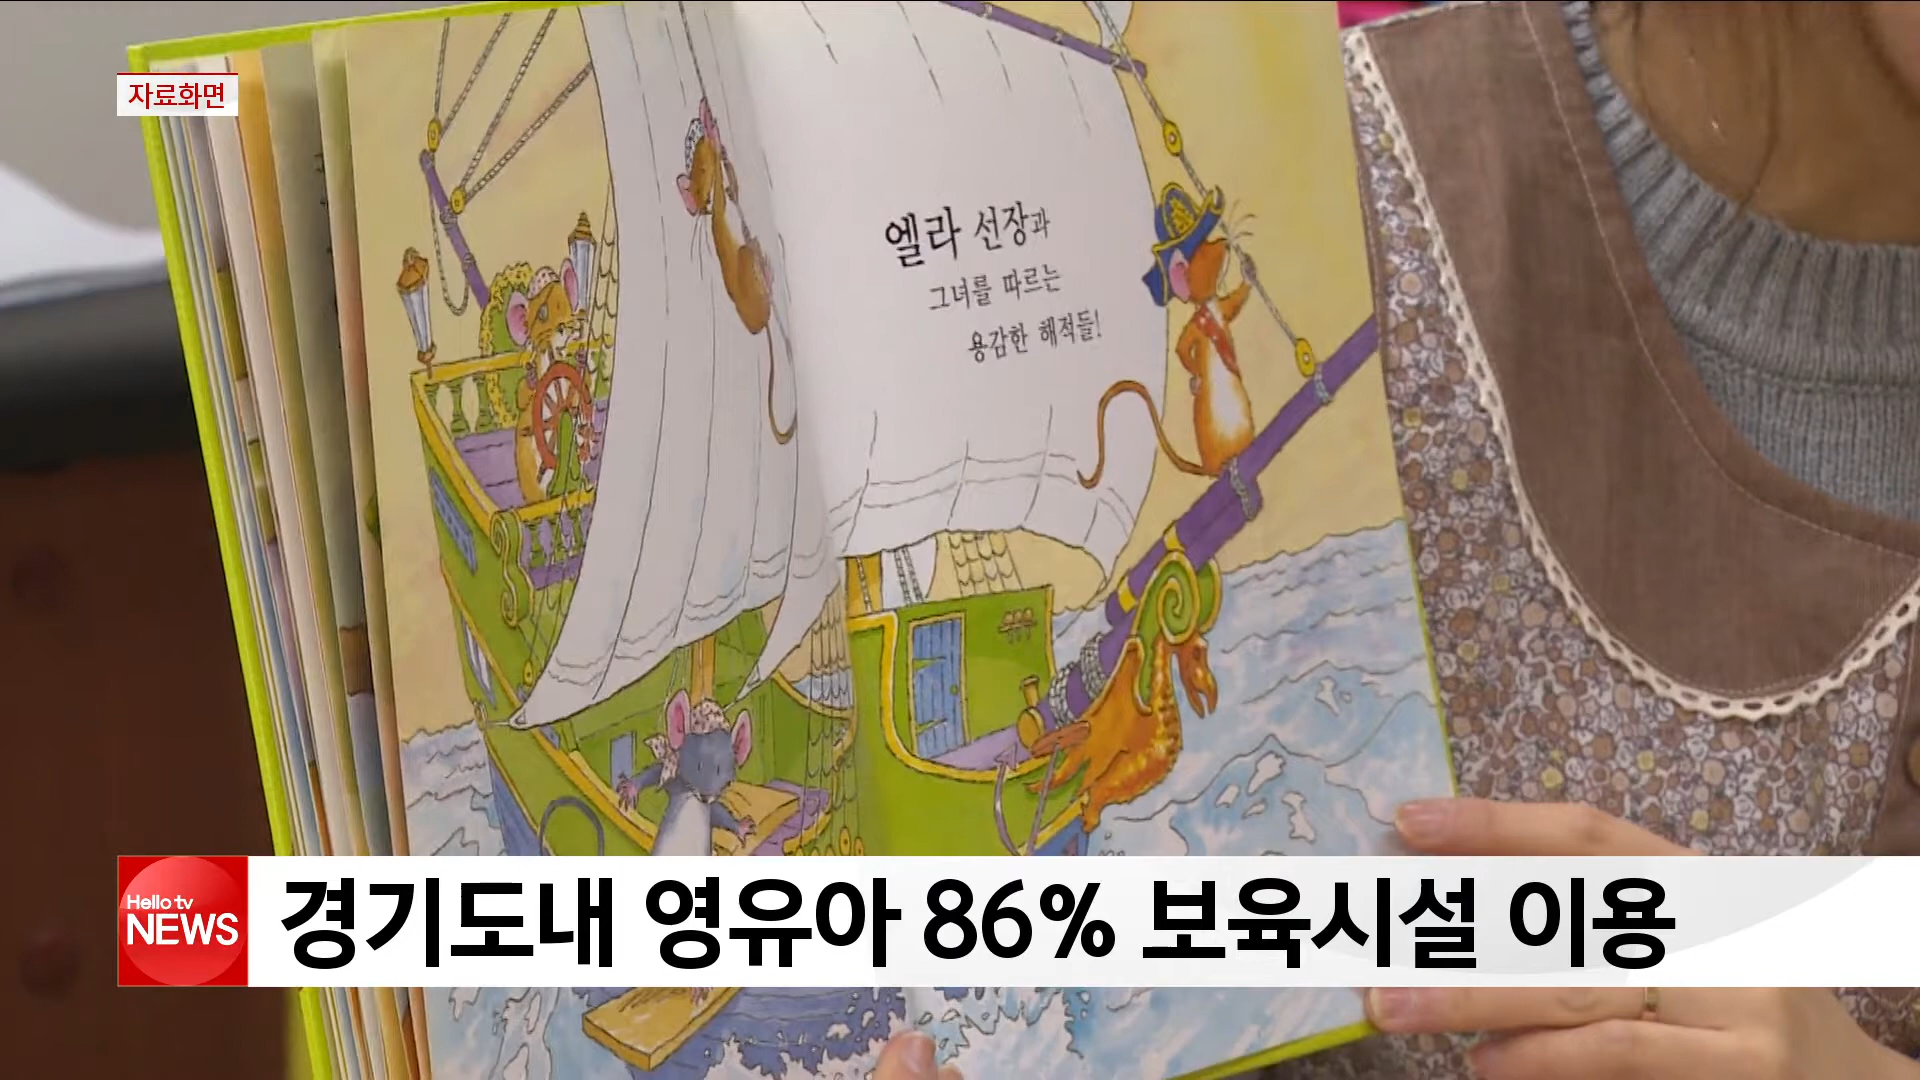 자료화면
엘라 선장과
그녀를 따르는
용감한 해적들!
Hello tv
NEWS
경기도내 영유아 86% 보육시설 이용